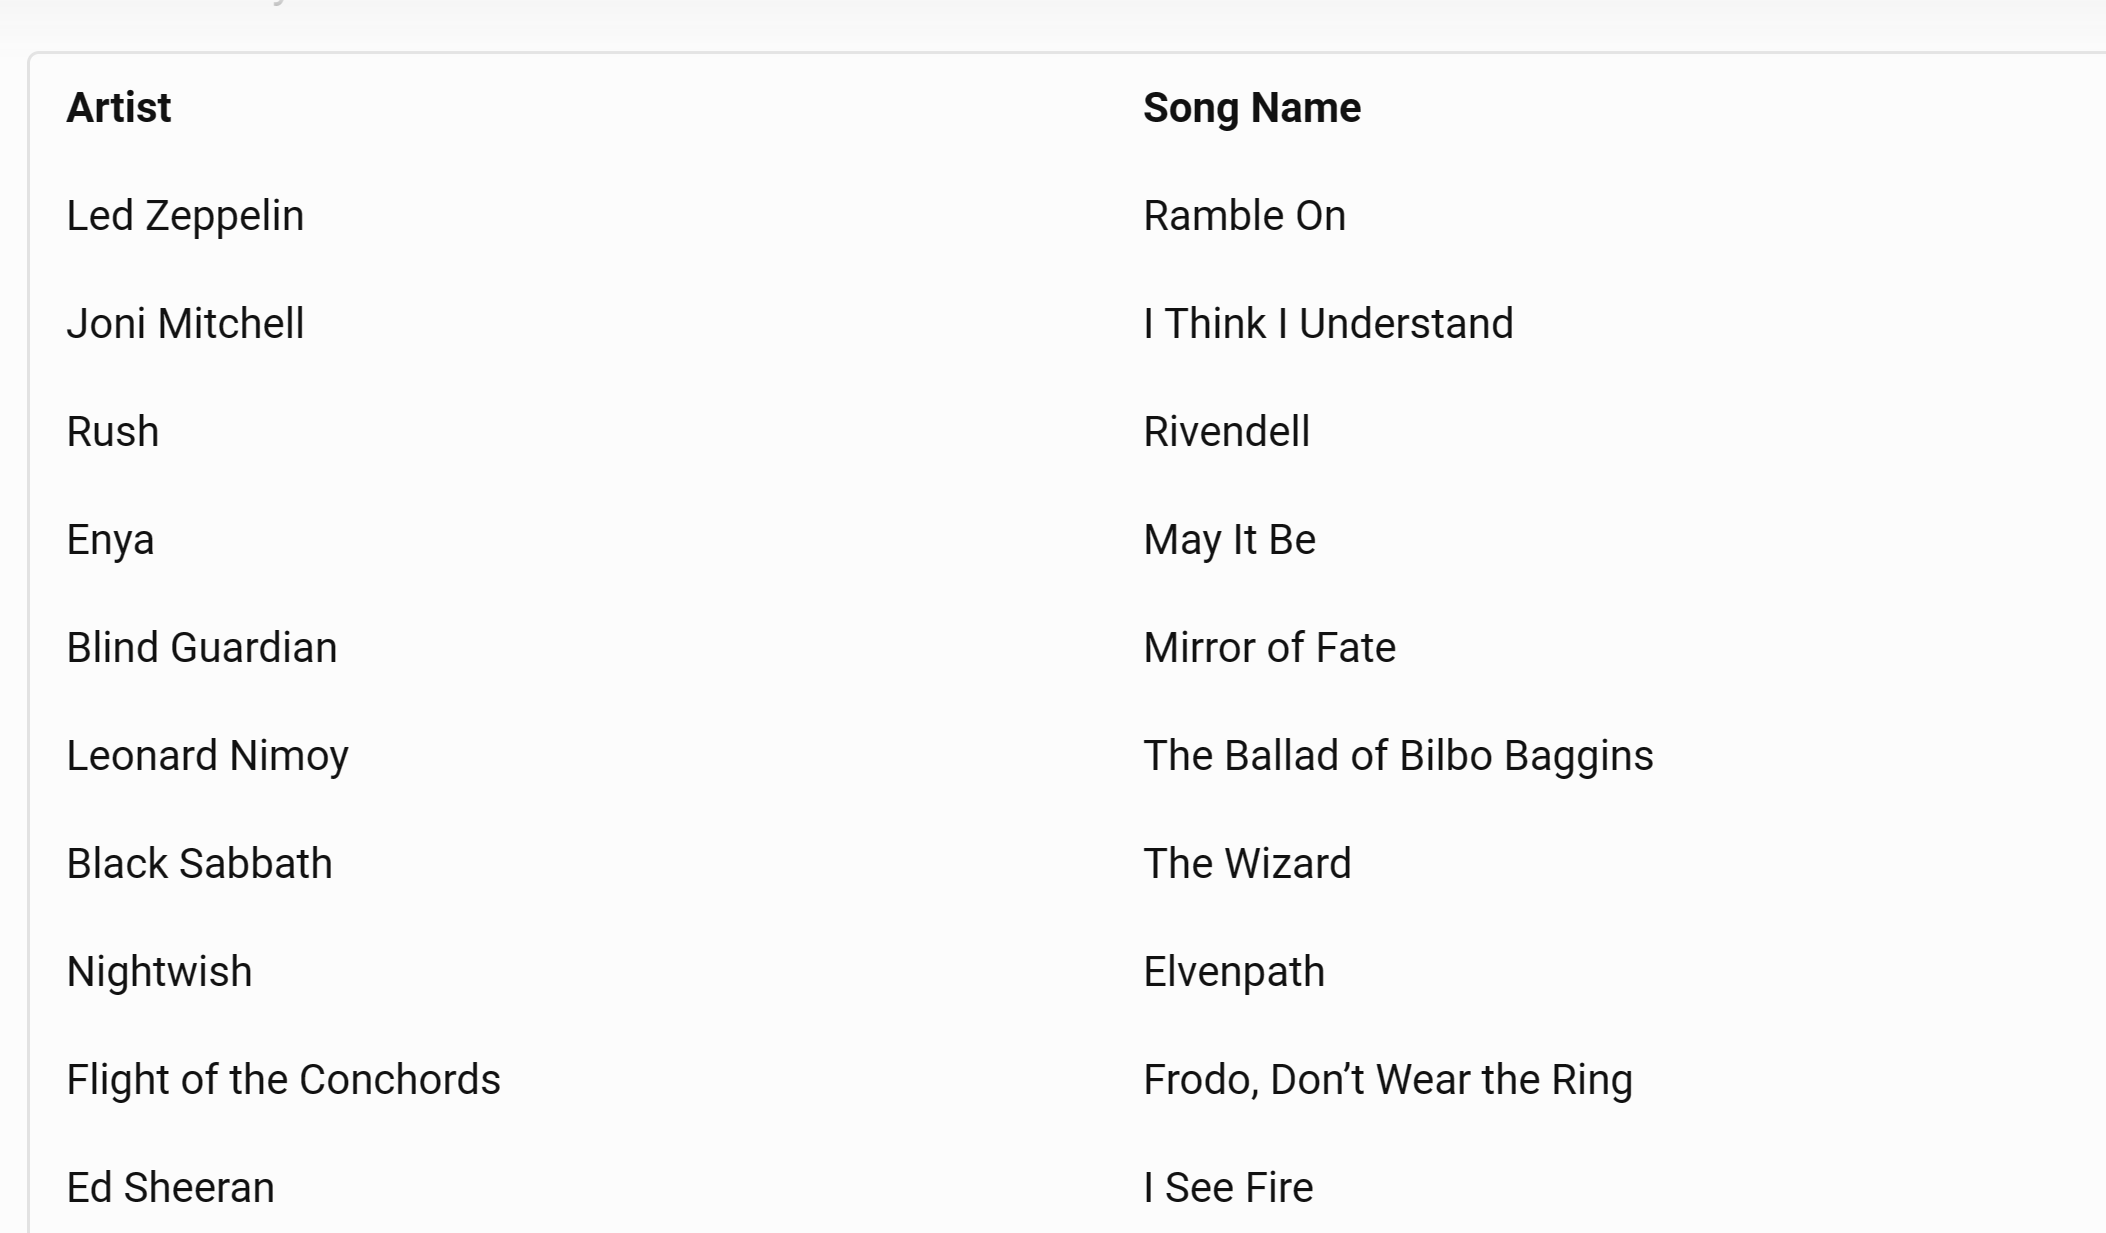 Artist Song Name
Led Zeppelin Ramble On
Joni Mitchell I Think I Understand
Rush Rivendell
Enya May It Be
Blind Guardian Mirror of Fate
Leonard Nimoy The Ballad of Bilbo Baggins
Black Sabbath The Wizard
Nightwish Elvenpath
Flight of the Conchords Frodo, Don’t Wear the Ring
Ed Sheeran I See Fire